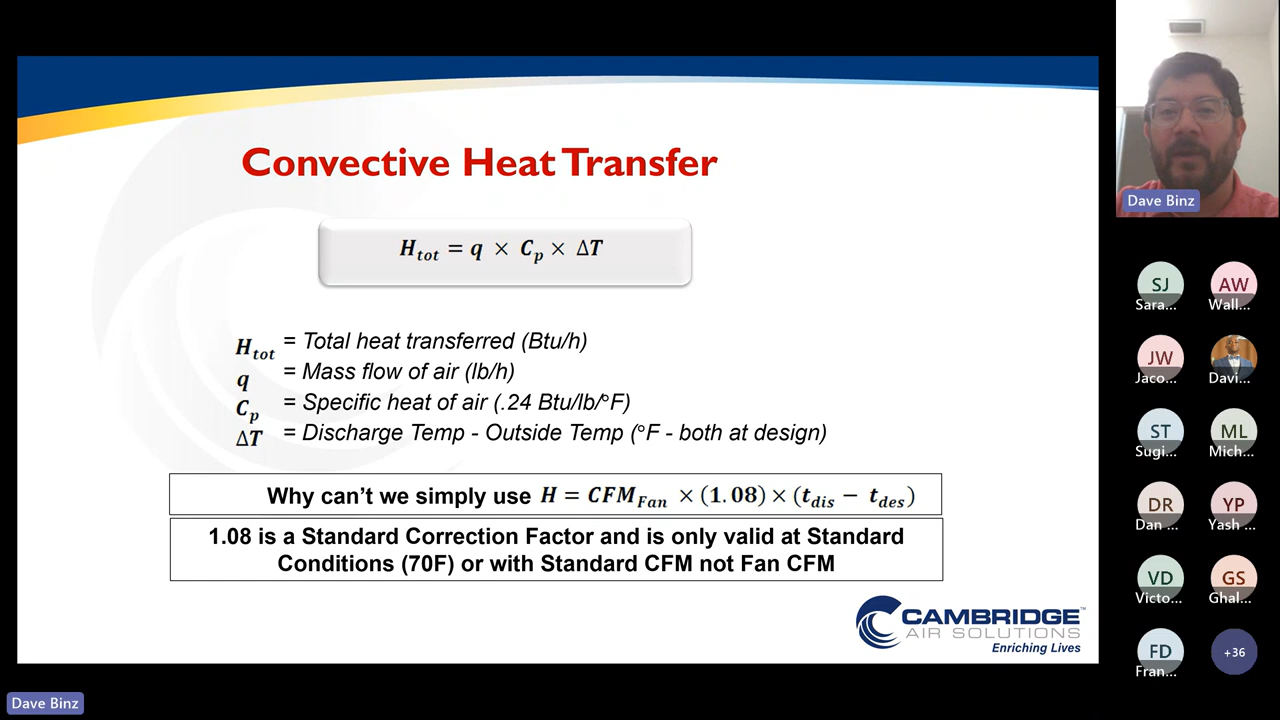 Convective Heat Transfer
H_tot = q × C_p × ΔT
H_tot = Total heat transferred (Btu/h)
q = Mass flow of air (lb/h)
C_p = Specific heat of air (.24 Btu/lb/°F)
ΔT = Discharge Temp - Outside Temp (°F - both at design)
Why can't we simply use H = CFM_Fan × (1.08) × (t_dis − t_des)
1.08 is a Standard Correction Factor and is only valid at Standard
Conditions (70F) or with Standard CFM not Fan CFM
CAMBRIDGE™
AIR SOLUTIONS
Enriching Lives
Dave Binz
Dave Binz
SJ AW
Sara... Wall...
JW
Jaco... Davi...
ST ML
Sugi... Mich...
DR YP
Dan ... Yash ...
VD GS
Victo... Ghal...
FD +36
Fran...